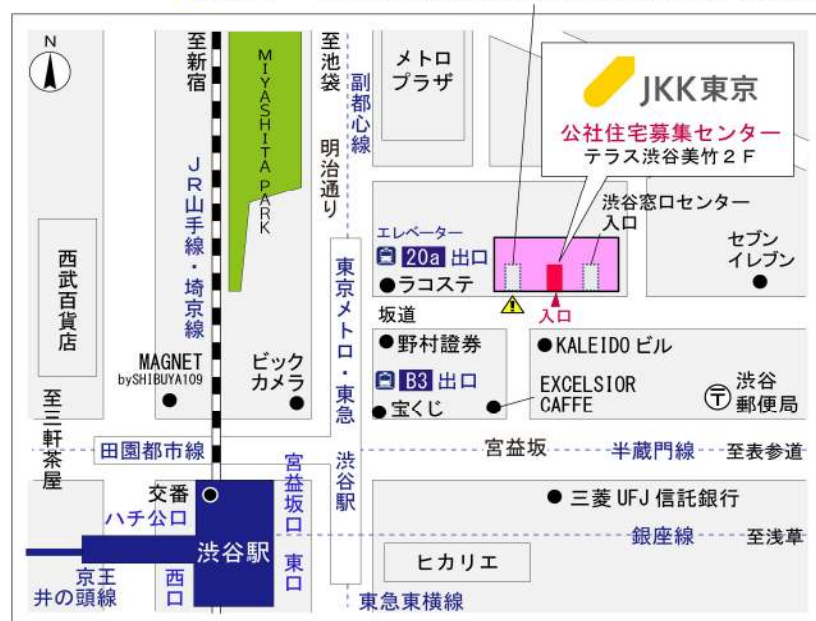 N
至新宿
MIYASHITA PARK
至池袋
副都心線
明治通り
メトロ
プラザ
JKK東京
公社住宅募集センター
テラス渋谷美竹2F
JR山手線・埼京線
西武百貨店
エレベーター
20a 出口
ラコステ
渋谷窓口センター
入口
セブン
イレブン
入口
坂道
東京メトロ・東急
渋谷駅
野村證券
KALEIDO ビル
MAGNET
bySHIBUYA109
ビック
カメラ
B3 出口
宝くじ
EXCELSIOR
CAFFE
渋谷
郵便局
至三軒茶屋
田園都市線
宮益坂
半蔵門線
至表参道
交番
ハチ公口
宮益坂口
三菱UFJ信託銀行
渋谷駅
銀座線
至浅草
京王
井の頭線
西口
東口
ヒカリエ
東急東横線